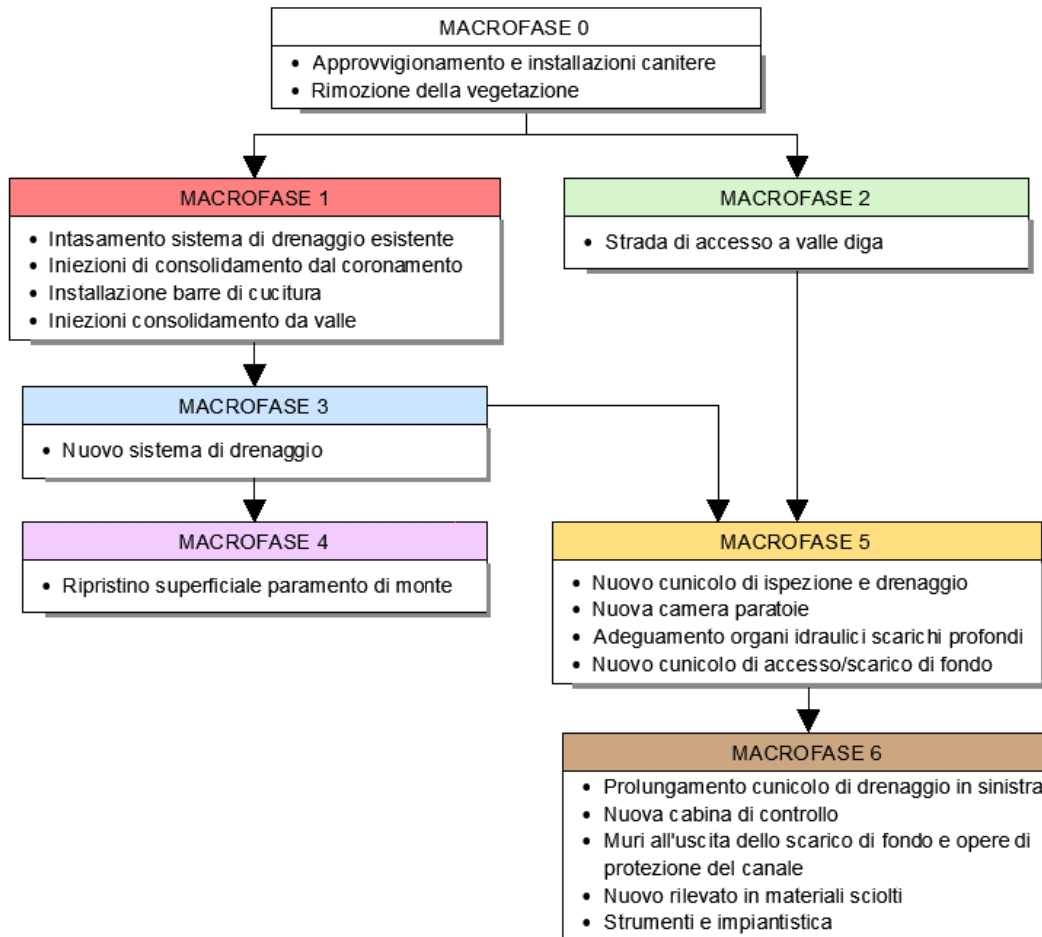 MACROFASE 0
• Approvvigionamento e installazioni canitere
• Rimozione della vegetazione
MACROFASE 1
• Intasamento sistema di drenaggio esistente
• Iniezioni di consolidamento dal coronamento
• Installazione barre di cucitura
• Iniezioni consolidamento da valle
MACROFASE 2
• Strada di accesso a valle diga
MACROFASE 3
• Nuovo sistema di drenaggio
MACROFASE 4
• Ripristino superficiale paramento di monte
MACROFASE 5
• Nuovo cunicolo di ispezione e drenaggio
• Nuova camera paratoie
• Adeguamento organi idraulici scarichi profondi
• Nuovo cunicolo di accesso/scarico di fondo
MACROFASE 6
• Prolungamento cunicolo di drenaggio in sinistra
• Nuova cabina di controllo
• Muri all'uscita dello scarico di fondo e opere di
protezione del canale
• Nuovo rilevato in materiali sciolti
• Strumenti e impiantistica